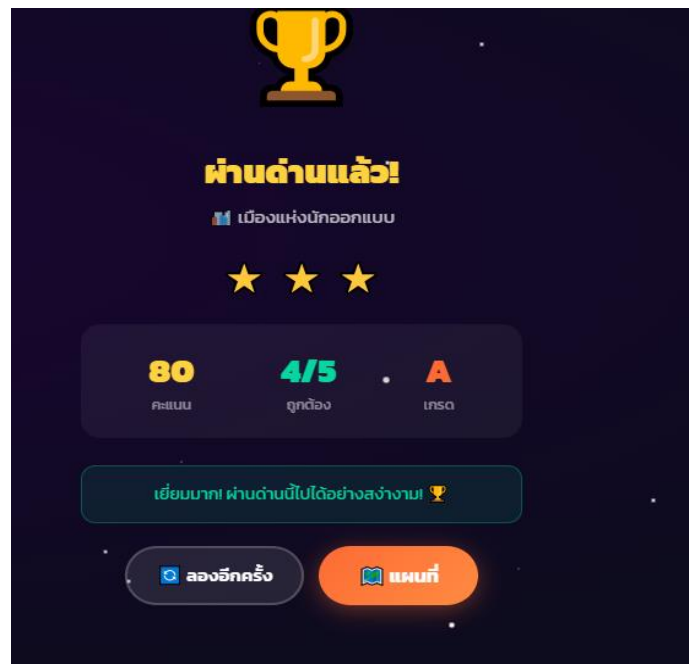 ผ่านด่านแล้ว!
เมืองแห่งนักออกแบบ
80 4/5 A
คะแนน ถูกต้อง เกรด
เยี่ยมมาก! ผ่านด่านนี้ไปได้อย่างสง่างาม!
ลองอีกครั้ง แผนที่